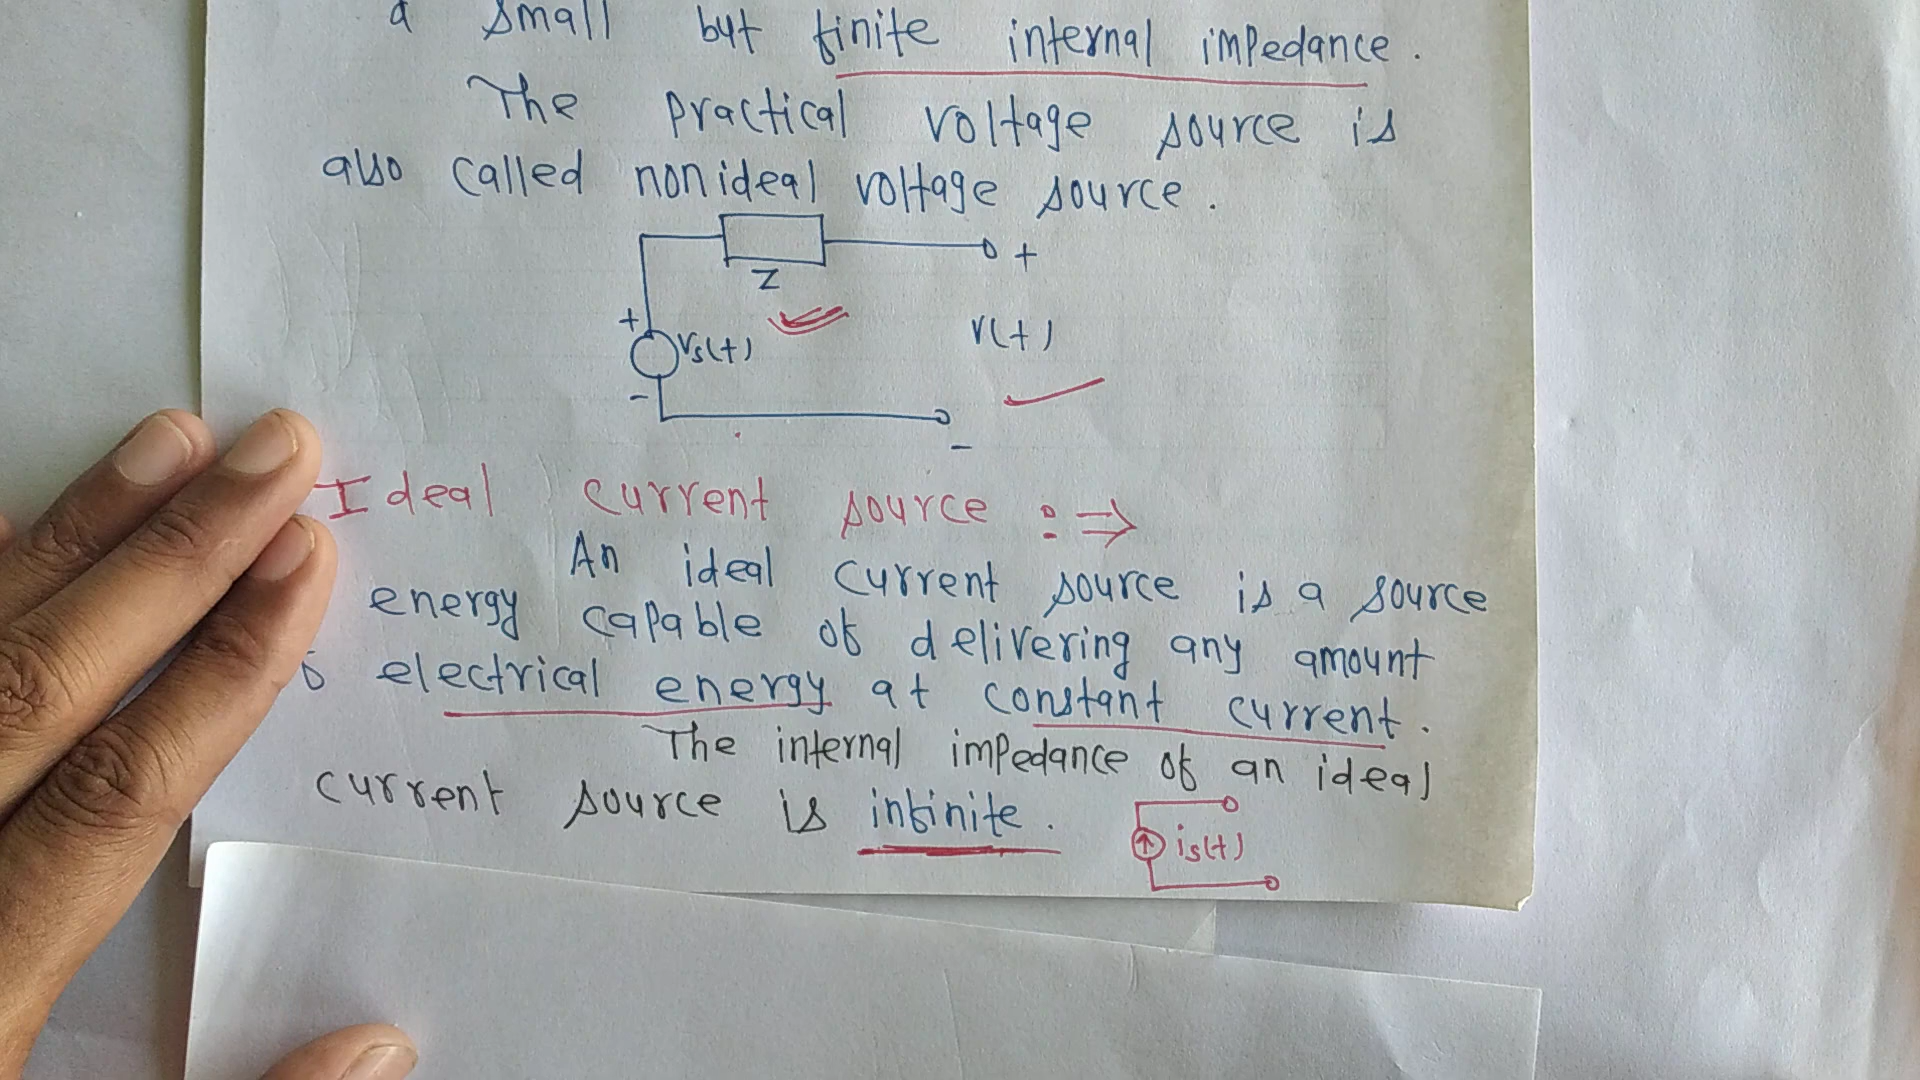 a small but finite internal impedance.
The practical voltage source is
also called nonideal voltage source.
+
Z
+
Vs(t)
V(t)
-
-
Ideal current source :⇒
An ideal current source is a source
energy capable of delivering any amount
electrical energy at constant current.
The internal impedance of an ideal
current source is infinite.
is(t)